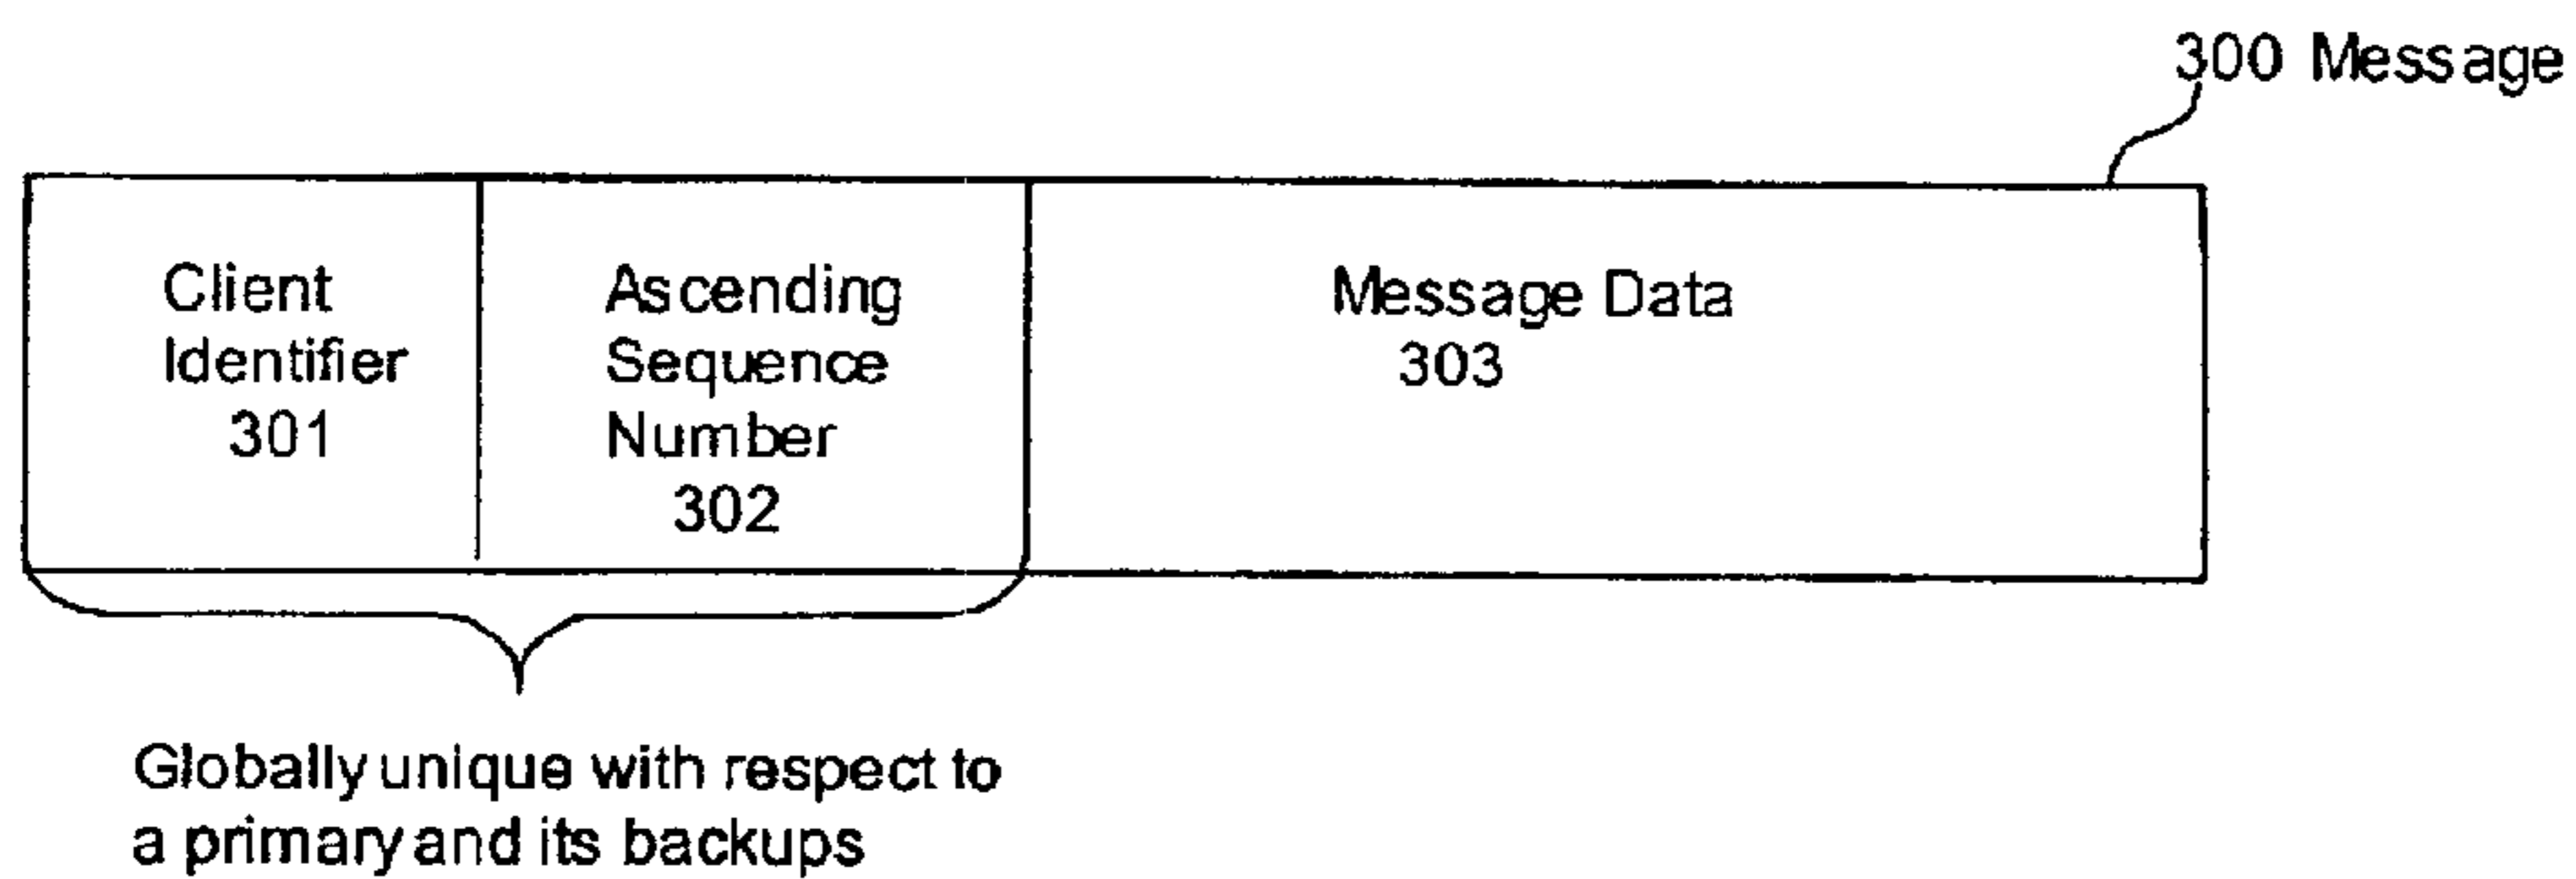 300 Message
Client
Identifier
301
Ascending
Sequence
Number
302
Message Data
303
Globally unique with respect to
a primary and its backups